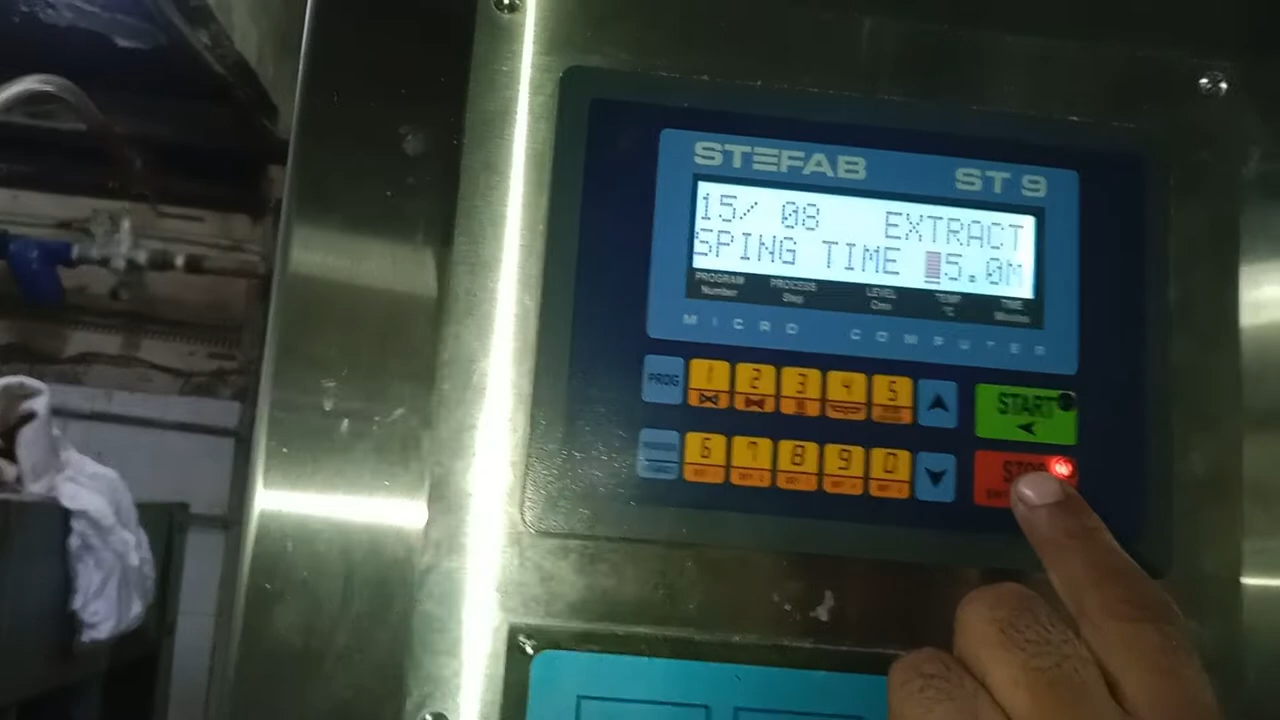 STEFAB ST 9
15/ 08 EXTRACT
SPING TIME 5.0M
PROGRAM Number PROCESS Step LEVEL Cms TEMP °C TIME Minutes
MICRO COMPUTER
PROG 1 2 3 4 5 START
6 7 8 9 0